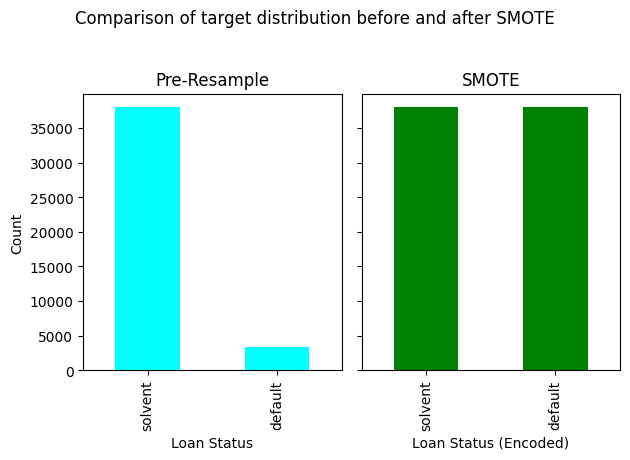 Comparison of target distribution before and after SMOTE
Pre-Resample
SMOTE
35000
30000
25000
20000
15000
10000
5000
0
Count
solvent
default
solvent
default
Loan Status
Loan Status (Encoded)